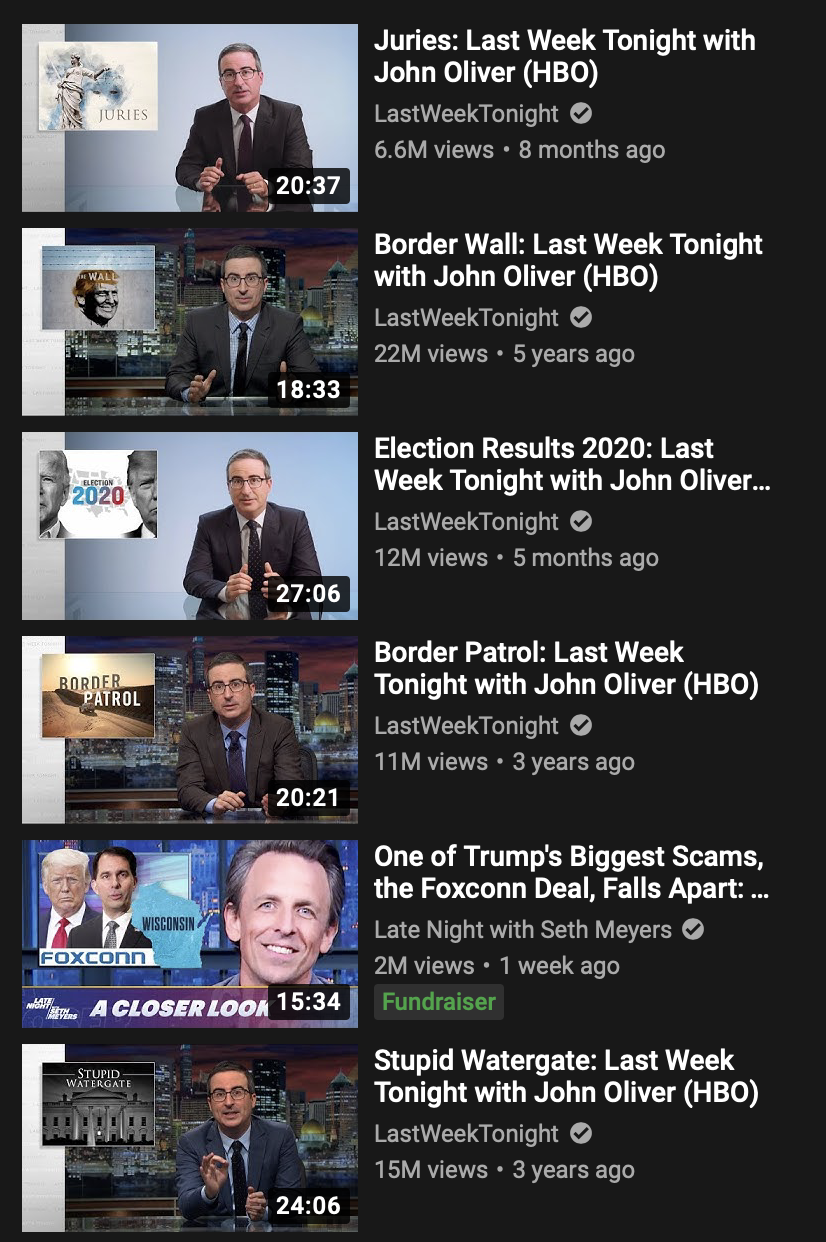 JURIES
20:37
Juries: Last Week Tonight with
John Oliver (HBO)
LastWeekTonight
6.6M views • 8 months ago
THE WALL
18:33
Border Wall: Last Week Tonight
with John Oliver (HBO)
LastWeekTonight
22M views • 5 years ago
ELECTION
2020
27:06
Election Results 2020: Last
Week Tonight with John Oliver...
LastWeekTonight
12M views • 5 months ago
BORDER
PATROL
20:21
Border Patrol: Last Week
Tonight with John Oliver (HBO)
LastWeekTonight
11M views • 3 years ago
WISCONSIN
FOXCONN
LATE
NIGHT
SETH
MEYERS
A CLOSER LOOK
15:34
One of Trump's Biggest Scams,
the Foxconn Deal, Falls Apart: ...
Late Night with Seth Meyers
2M views • 1 week ago
Fundraiser
STUPID
WATERGATE
24:06
Stupid Watergate: Last Week
Tonight with John Oliver (HBO)
LastWeekTonight
15M views • 3 years ago